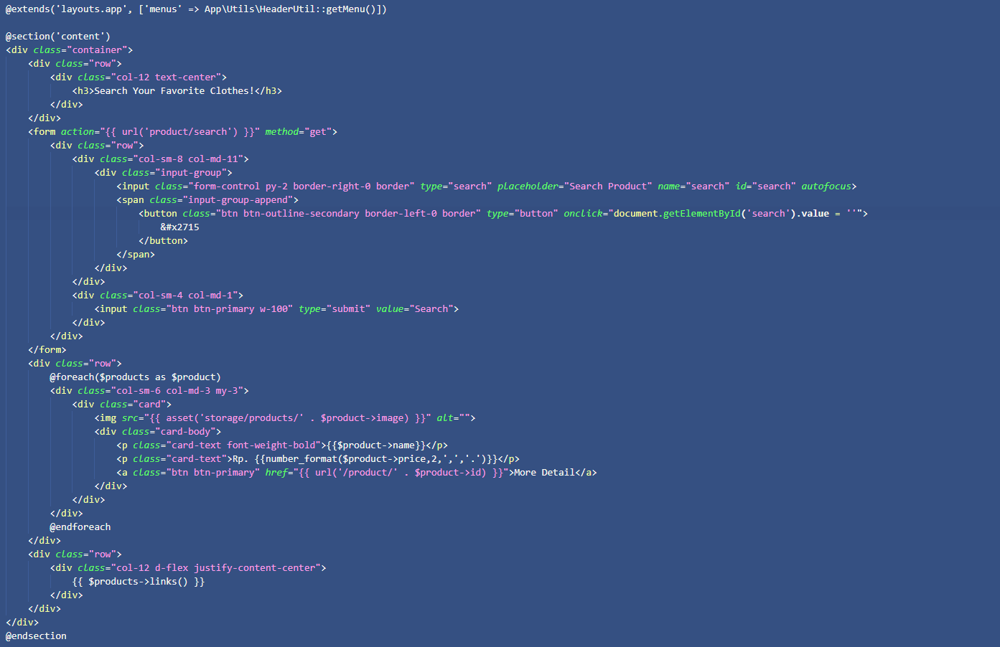 @extends('layouts.app', ['menus' => App\Utils\HeaderUtil::getMenu()])

@section('content')
<div class="container">
    <div class="row">
        <div class="col-12 text-center">
            <h3>Search Your Favorite Clothes!</h3>
        </div>
    </div>
    <form action="{{ url('product/search') }}" method="get">
        <div class="row">
            <div class="col-sm-8 col-md-11">
                <div class="input-group">
                    <input class="form-control py-2 border-right-0 border" type="search" placeholder="Search Product" name="search" id="search" autofocus>
                    <span class="input-group-append">
                        <button class="btn btn-outline-secondary border-left-0 border" type="button" onclick="document.getElementById('search').value = ''">
                            &#x2715
                        </button>
                    </span>
                </div>
            </div>
            <div class="col-sm-4 col-md-1">
                <input class="btn btn-primary w-100" type="submit" value="Search">
            </div>
        </div>
    </form>
    <div class="row">
        @foreach($products as $product)
        <div class="col-sm-6 col-md-3 my-3">
            <div class="card">
                <img src="{{ asset('storage/products/' . $product->image) }}" alt="">
                <div class="card-body">
                    <p class="card-text font-weight-bold">{{$product->name}}</p>
                    <p class="card-text">Rp. {{number_format($product->price,2,',','.')}}</p>
                    <a class="btn btn-primary" href="{{ url('/product/' . $product->id) }}">More Detail</a>
                </div>
            </div>
        </div>
        @endforeach
    </div>
    <div class="row">
        <div class="col-12 d-flex justify-content-center">
            {{ $products->links() }}
        </div>
    </div>
</div>
@endsection